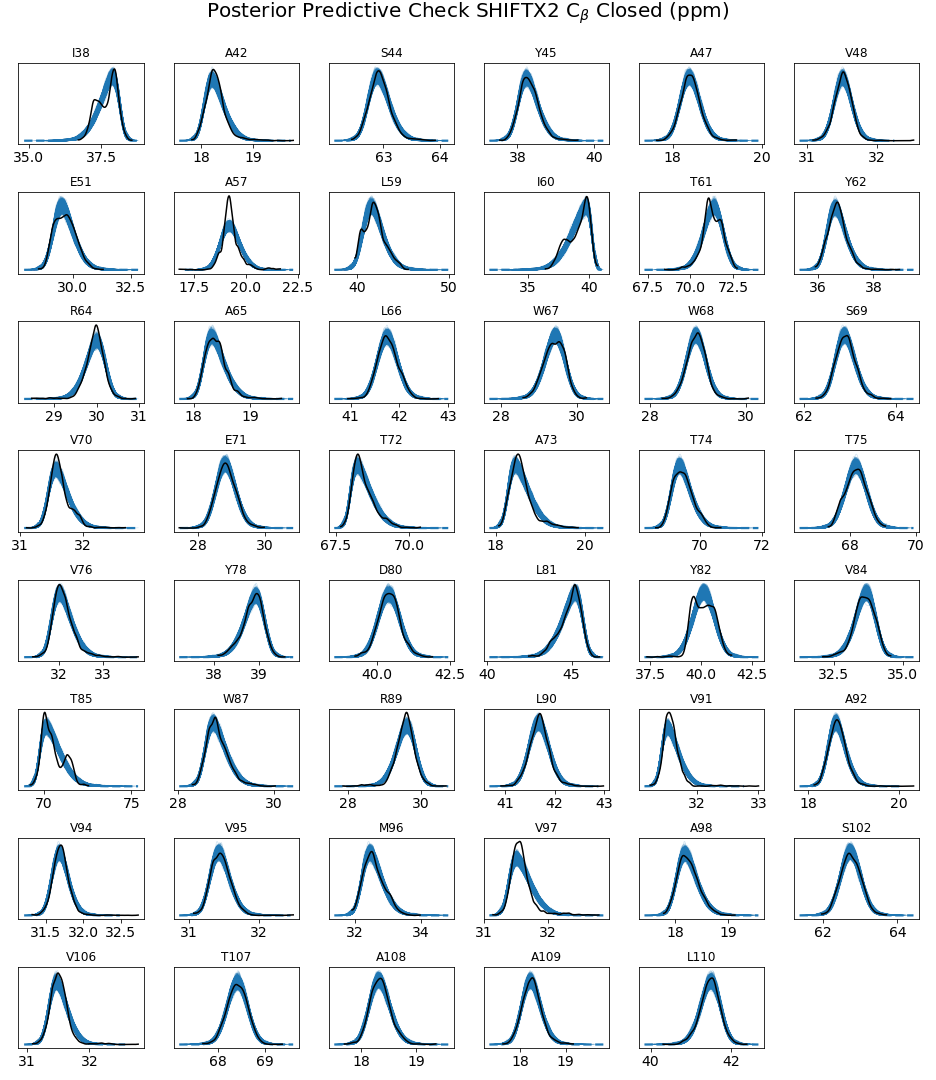 Posterior Predictive Check SHIFTX2 Cβ Closed (ppm)
I38 A42 S44 Y45 A47 V48
35.0 37.5 18 19 63 64 38 40 18 20 31 32
E51 A57 L59 I60 T61 Y62
30.0 32.5 17.5 20.0 22.5 40 50 35 40 67.5 70.0 72.5 36 38
R64 A65 L66 W67 W68 S69
29 30 31 18 19 41 42 43 28 30 28 30 62 64
V70 E71 T72 A73 T74 T75
31 32 28 30 67.5 70.0 18 20 70 72 68 70
V76 Y78 D80 L81 Y82 V84
32 33 38 39 40.0 42.5 40 45 37.5 40.0 42.5 32.5 35.0
T85 W87 R89 L90 V91 A92
70 75 28 30 28 30 41 42 43 32 33 18 20
V94 V95 M96 V97 A98 S102
31.5 32.0 32.5 31 32 32 34 31 32 18 19 62 64
V106 T107 A108 A109 L110
31 32 68 69 18 19 18 19 40 42